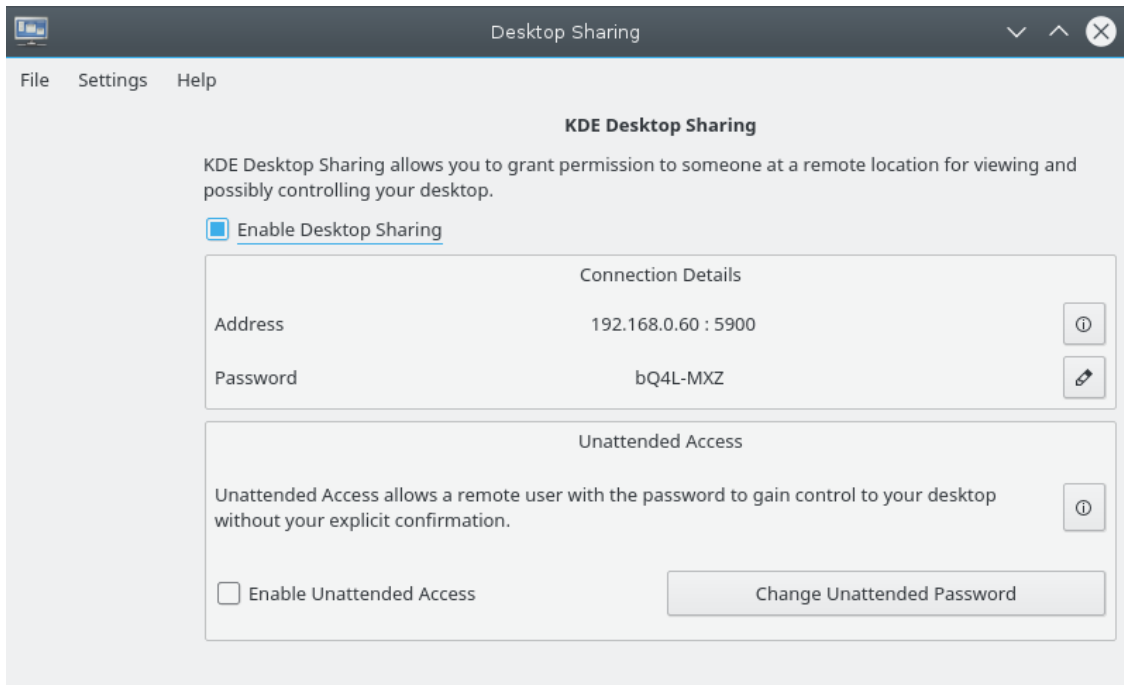 Desktop Sharing
File Settings Help
KDE Desktop Sharing
KDE Desktop Sharing allows you to grant permission to someone at a remote location for viewing and
possibly controlling your desktop.
Enable Desktop Sharing
Connection Details
Address 192.168.0.60 : 5900
Password bQ4L-MXZ
Unattended Access
Unattended Access allows a remote user with the password to gain control to your desktop
without your explicit confirmation.
Enable Unattended Access Change Unattended Password